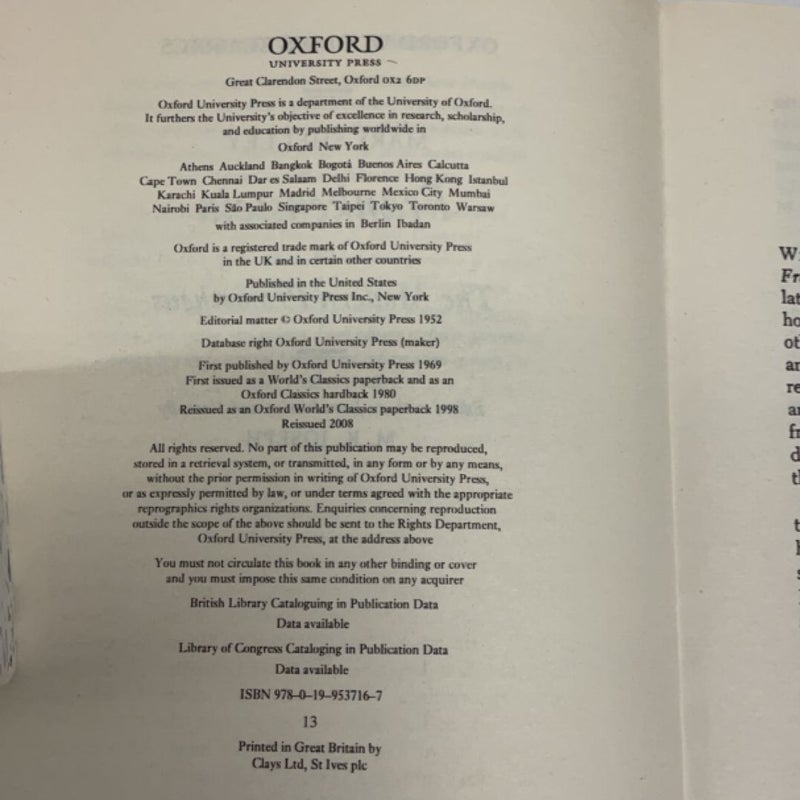 OXFORD
UNIVERSITY PRESS
Great Clarendon Street, Oxford OX2 6DP
Oxford University Press is a department of the University of Oxford.
It furthers the University's objective of excellence in research, scholarship,
and education by publishing worldwide in
Oxford New York
Athens Auckland Bangkok Bogotá Buenos Aires Calcutta
Cape Town Chennai Dar es Salaam Delhi Florence Hong Kong Istanbul
Karachi Kuala Lumpur Madrid Melbourne Mexico City Mumbai
Nairobi Paris São Paulo Singapore Taipei Tokyo Toronto Warsaw
with associated companies in Berlin Ibadan
Oxford is a registered trade mark of Oxford University Press
in the UK and in certain other countries
Published in the United States
by Oxford University Press Inc., New York
Editorial matter © Oxford University Press 1952
Database right Oxford University Press (maker)
First published by Oxford University Press 1969
First issued as a World's Classics paperback and as an
Oxford Classics hardback 1980
Reissued as an Oxford World's Classics paperback 1998
Reissued 2008
All rights reserved. No part of this publication may be reproduced,
stored in a retrieval system, or transmitted, in any form or by any means,
without the prior permission in writing of Oxford University Press,
or as expressly permitted by law, or under terms agreed with the appropriate
reprographics rights organizations. Enquiries concerning reproduction
outside the scope of the above should be sent to the Rights Department,
Oxford University Press, at the address above
You must not circulate this book in any other binding or cover
and you must impose this same condition on any acquirer
British Library Cataloguing in Publication Data
Data available
Library of Congress Cataloging in Publication Data
Data available
ISBN 978–0–19–953716–7
13
Printed in Great Britain by
Clays Ltd, St Ives plc